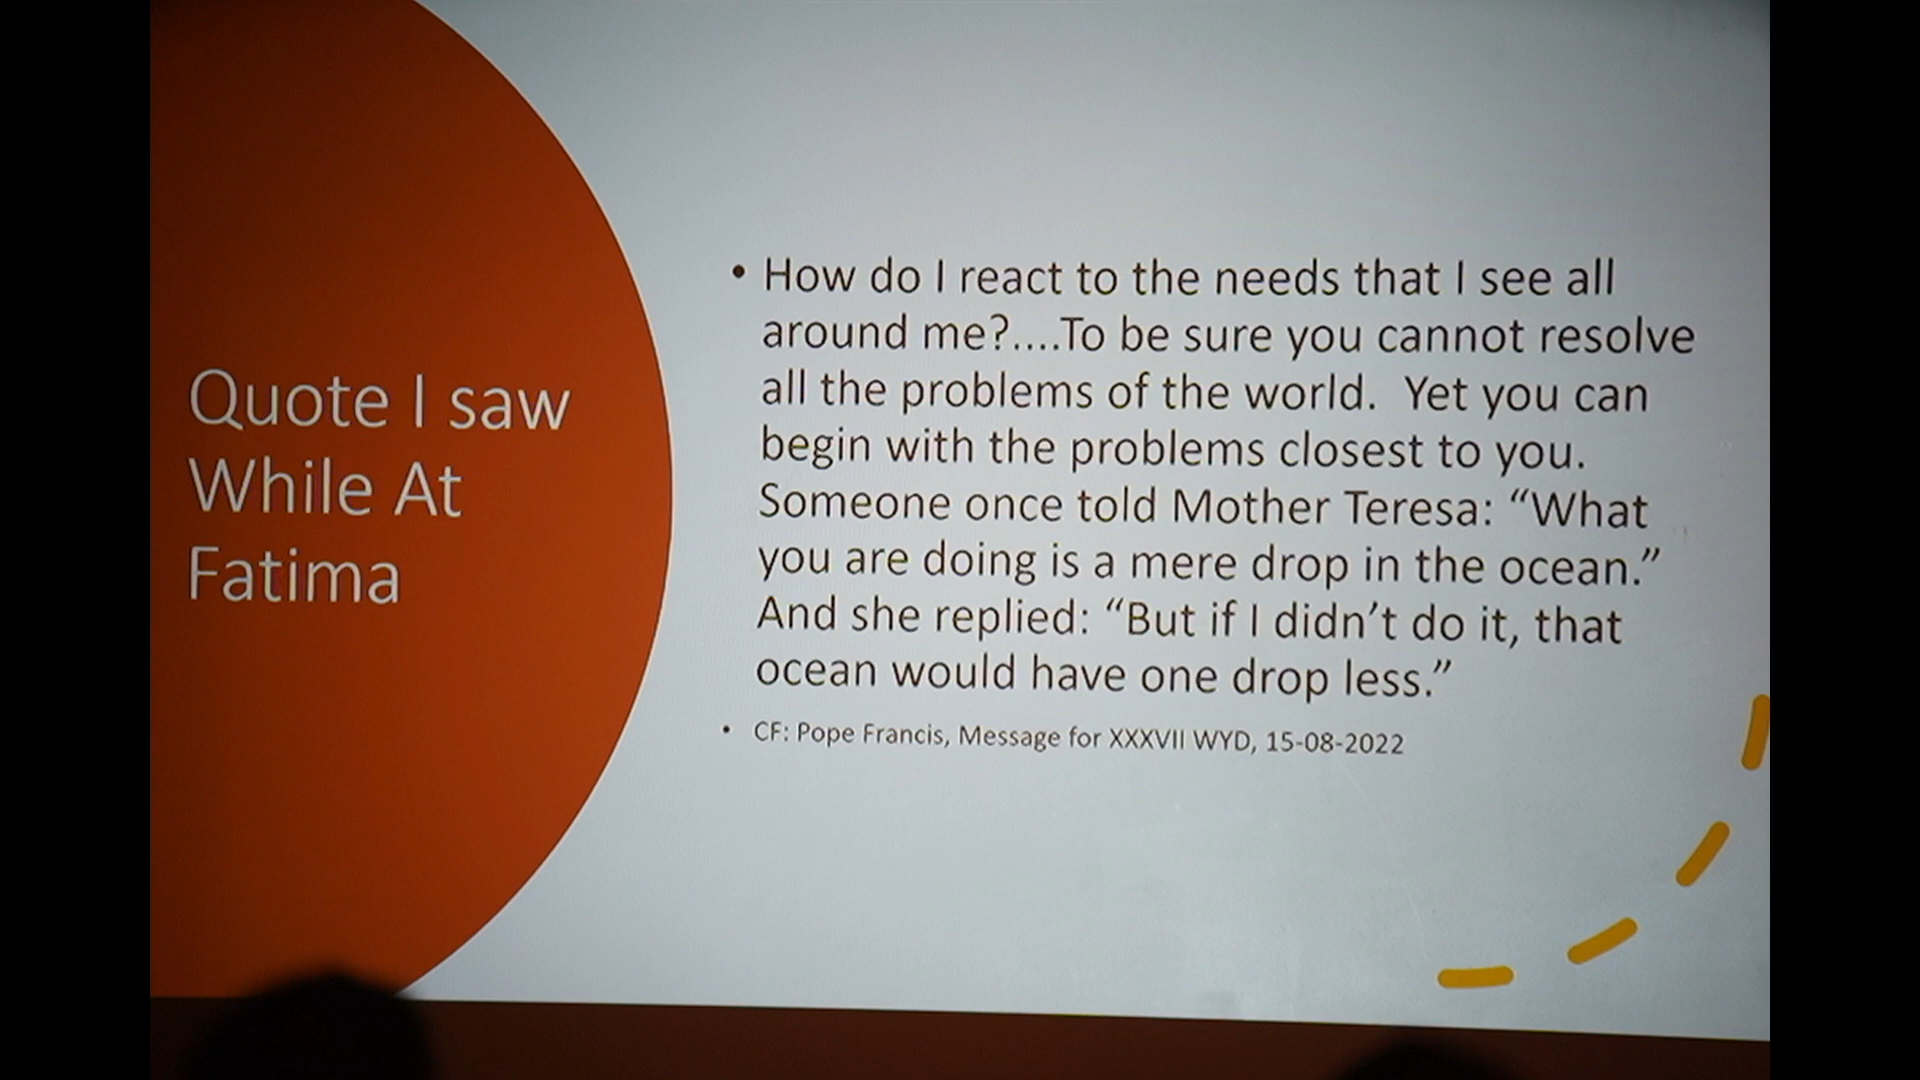 Quote I saw
While At
Fatima
• How do I react to the needs that I see all
around me?....To be sure you cannot resolve
all the problems of the world.  Yet you can
begin with the problems closest to you.
Someone once told Mother Teresa: “What
you are doing is a mere drop in the ocean.”
And she replied: “But if I didn’t do it, that
ocean would have one drop less.”
• CF: Pope Francis, Message for XXXVII WYD, 15-08-2022